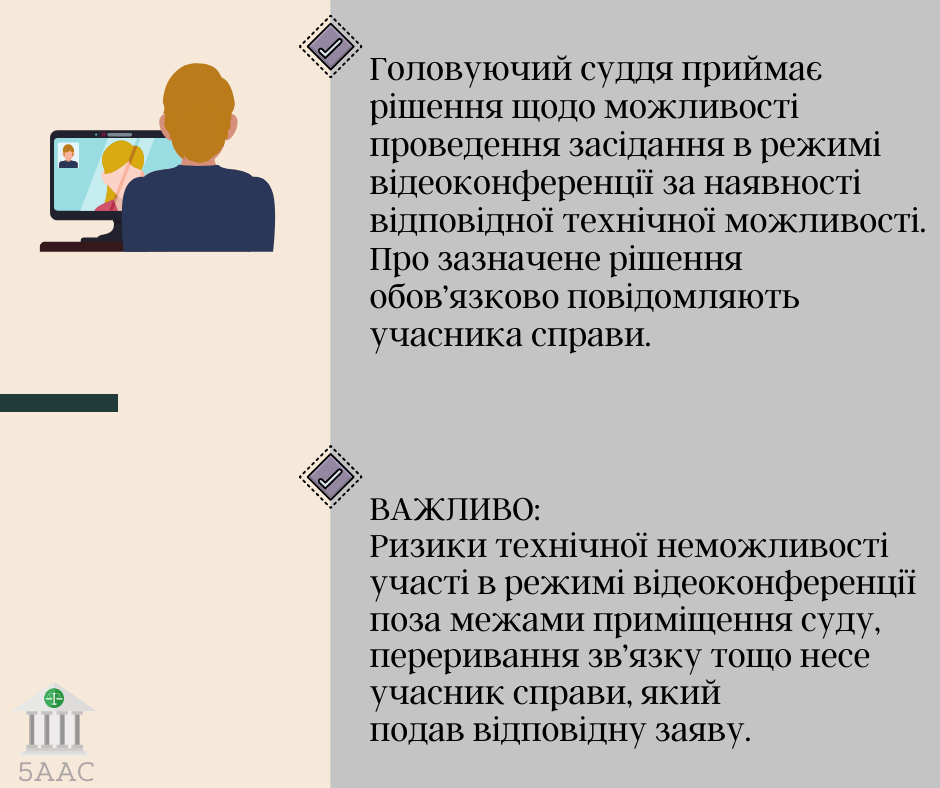 Головуючий суддя приймає
рішення щодо можливості
проведення засідання в режимі
відеоконференції за наявності
відповідної технічної можливості.
Про зазначене рішення
обов’язково повідомляють
учасника справи.
ВАЖЛИВО:
Ризики технічної неможливості
участі в режимі відеоконференції
поза межами приміщення суду,
переривання зв’язку тощо несе
учасник справи, який
подав відповідну заяву.
5ААС